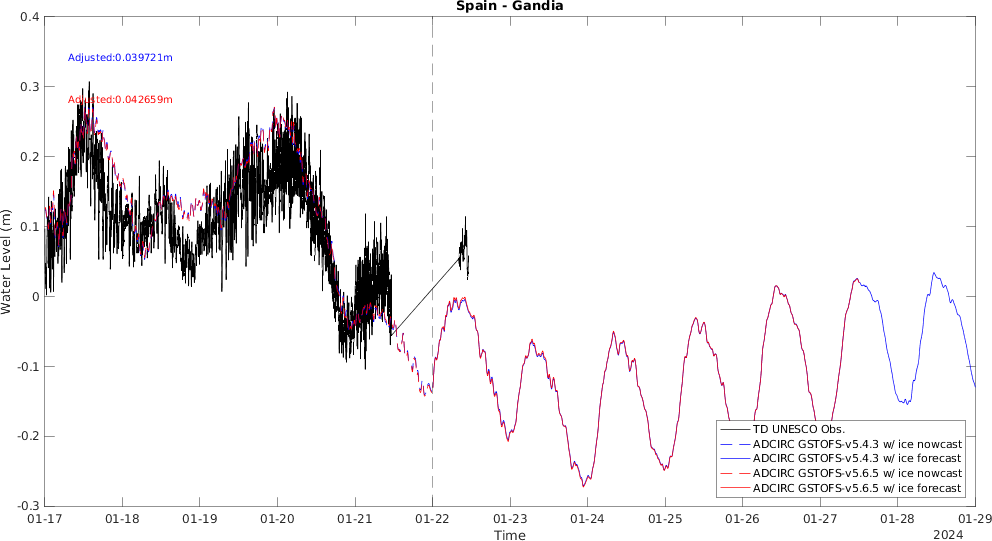 Spain - Gandia
Adjusted:0.039721m
Adjusted:0.042659m
Water Level (m)
0.4
0.3
0.2
0.1
0
-0.1
-0.2
-0.3
TD UNESCO Obs.
ADCIRC GSTOFS-v5.4.3 w/ ice nowcast
ADCIRC GSTOFS-v5.4.3 w/ ice forecast
ADCIRC GSTOFS-v5.6.5 w/ ice nowcast
ADCIRC GSTOFS-v5.6.5 w/ ice forecast
01-17 01-18 01-19 01-20 01-21 01-22 01-23 01-24 01-25 01-26 01-27 01-28 01-29
Time
2024